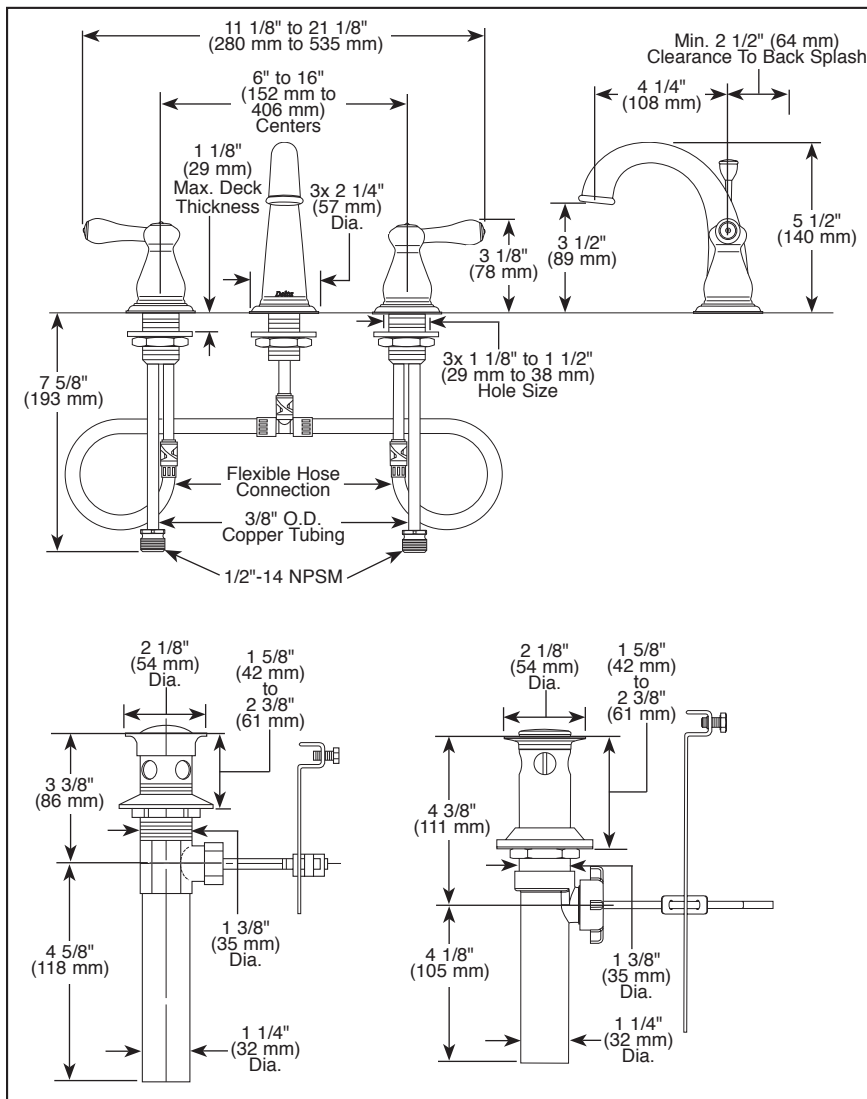 11 1/8" to 21 1/8"
(280 mm to 535 mm)
6" to 16"
(152 mm to
406 mm)
Centers
1 1/8"
(29 mm)
Max. Deck
Thickness
3x 2 1/4"
(57 mm)
Dia.
3 1/8"
(78 mm)
Delta
Min. 2 1/2" (64 mm)
Clearance To Back Splash
4 1/4"
(108 mm)
3 1/2"
(89 mm)
5 1/2"
(140 mm)
7 5/8"
(193 mm)
3x 1 1/8" to 1 1/2"
(29 mm to 38 mm)
Hole Size
Flexible Hose
Connection
3/8" O.D.
Copper Tubing
1/2"-14 NPSM
2 1/8"
(54 mm)
Dia.
1 5/8"
(42 mm)
to
2 3/8"
(61 mm)
3 3/8"
(86 mm)
4 5/8"
(118 mm)
1 3/8"
(35 mm)
Dia.
1 1/4"
(32 mm)
Dia.
2 1/8"
(54 mm)
Dia.
1 5/8"
(42 mm)
to
2 3/8"
(61 mm)
4 3/8"
(111 mm)
4 1/8"
(105 mm)
1 3/8"
(35 mm)
Dia.
1 1/4"
(32 mm)
Dia.